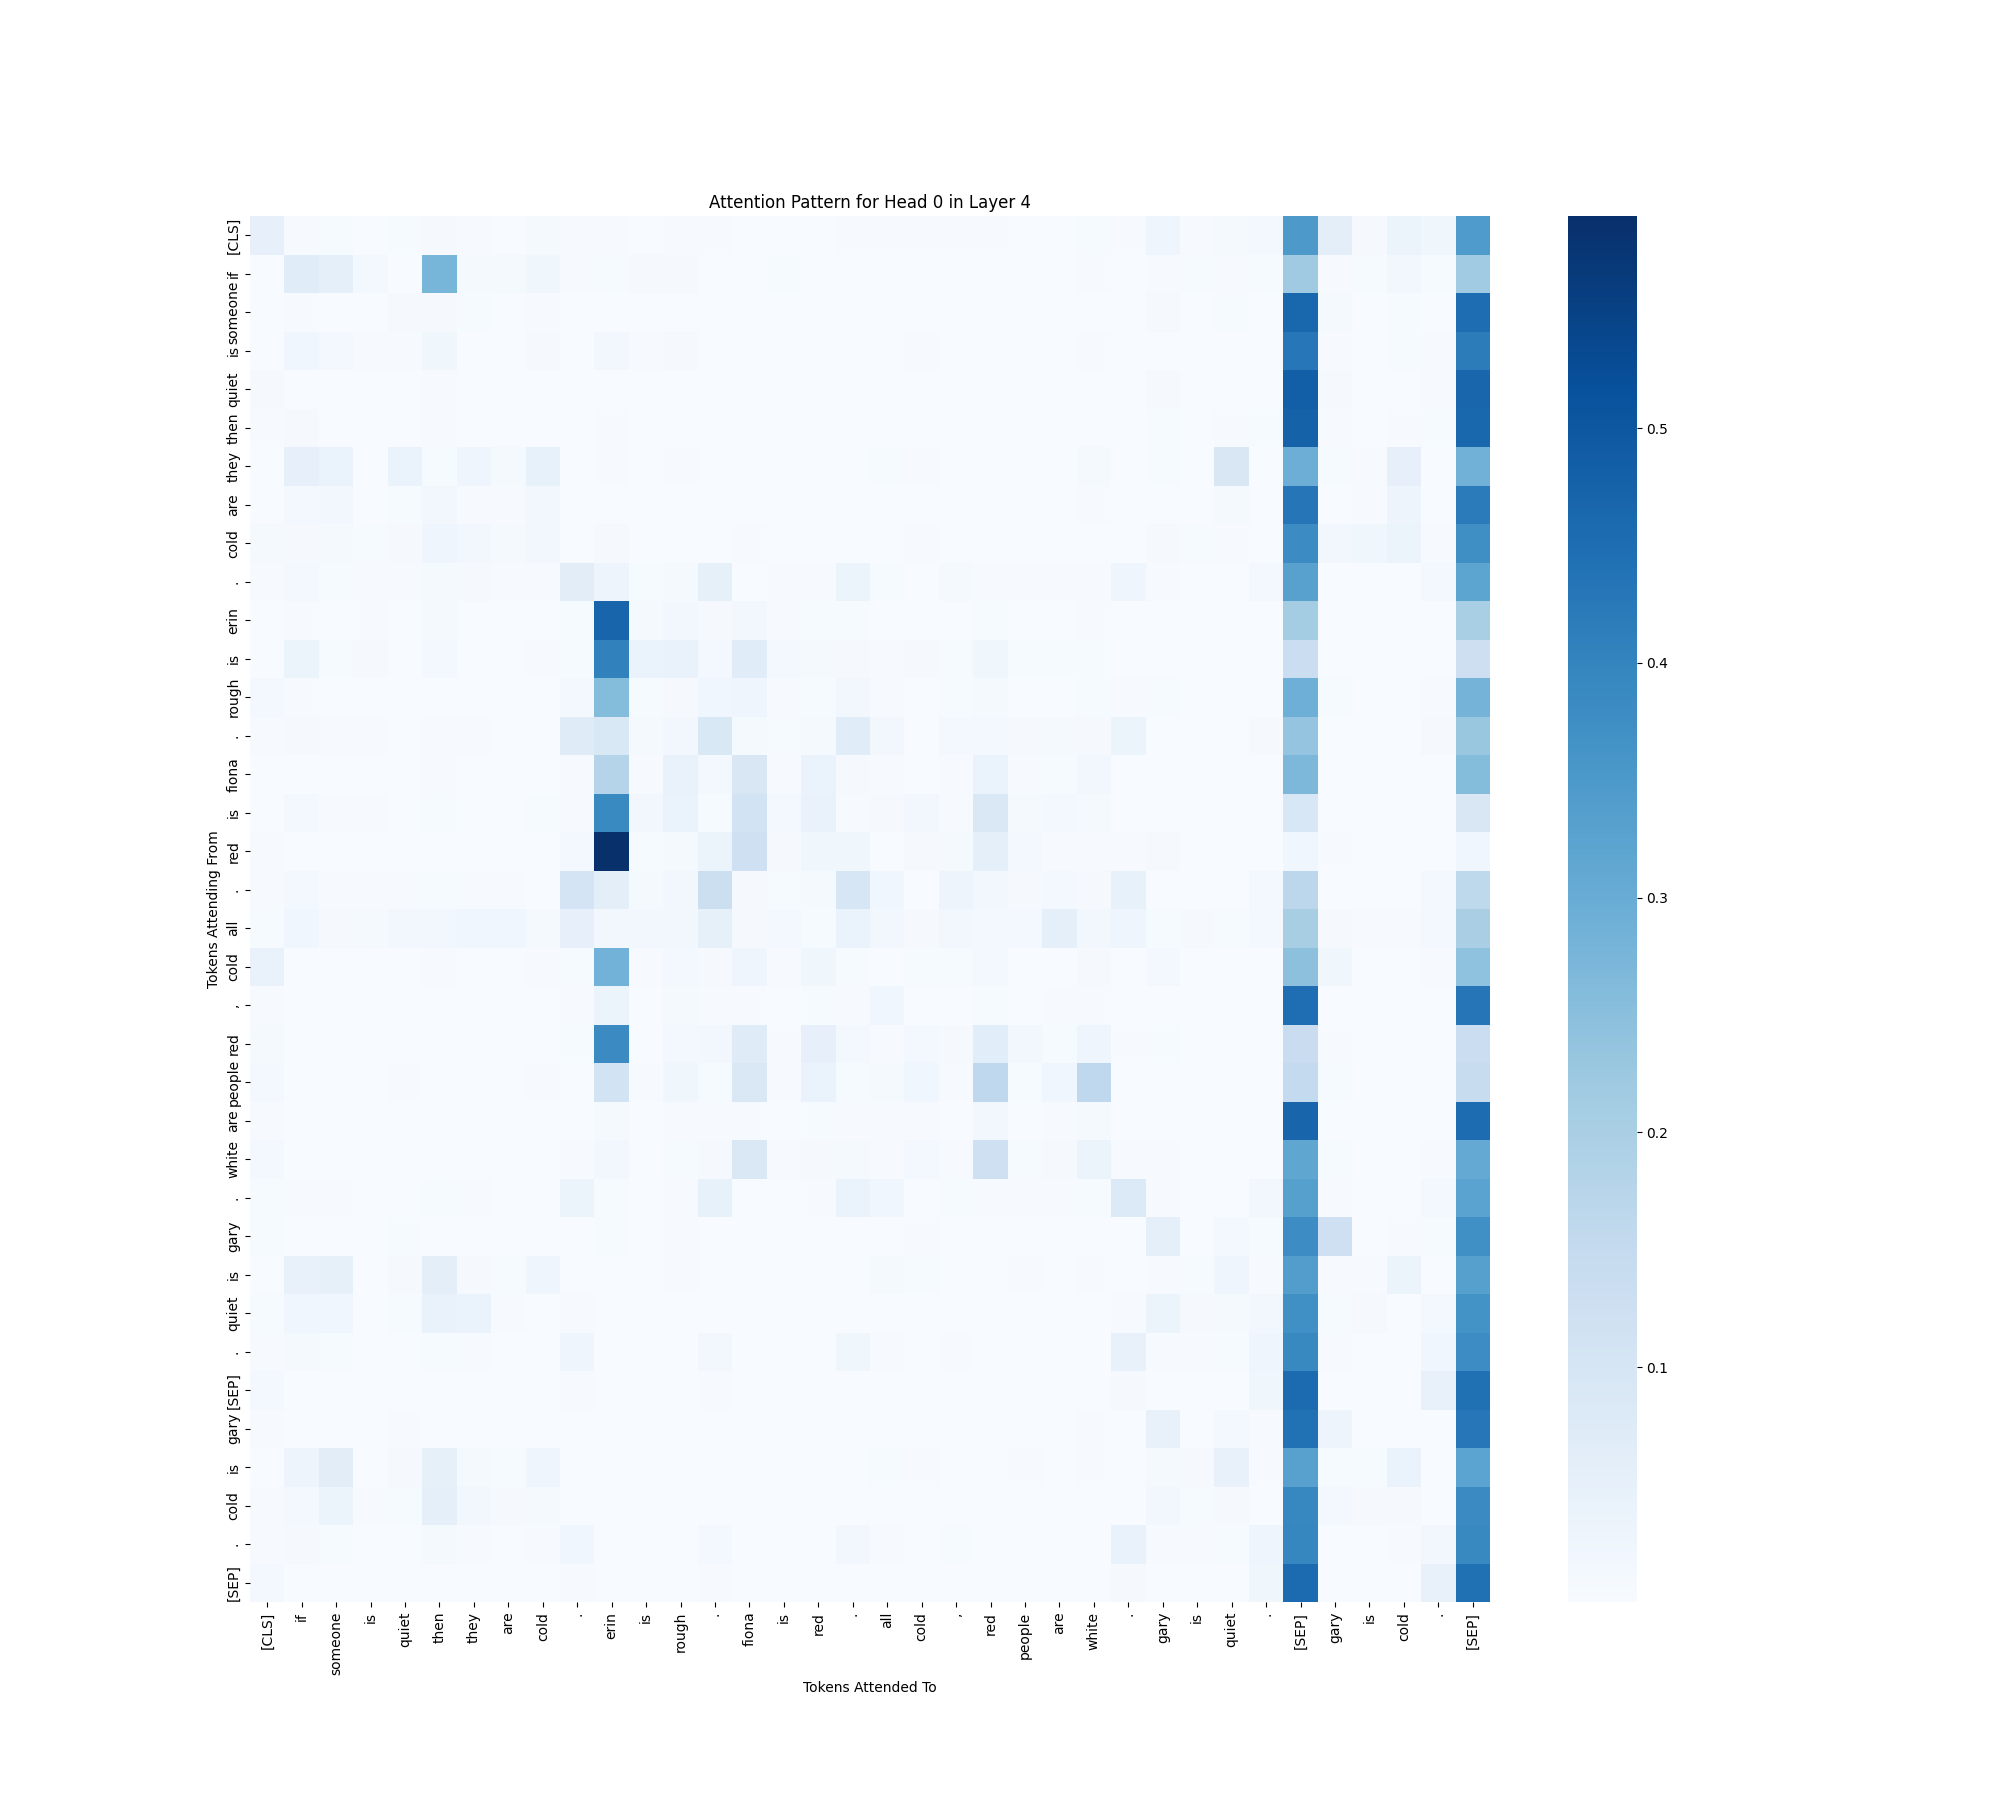 Attention Pattern for Head 0 in Layer 4
Tokens Attending From
[CLS]
if
someone
is
quiet
then
they
are
cold
.
erin
is
rough
.
fiona
is
red
.
all
cold
,
red
people
are
white
.
gary
is
quiet
.
[SEP]
gary
is
cold
.
[SEP]
[CLS] if someone is quiet then they are cold . erin is rough . fiona is red . all cold , red people are white . gary is quiet . [SEP] gary is cold . [SEP]
Tokens Attended To
0.5
0.4
0.3
0.2
0.1